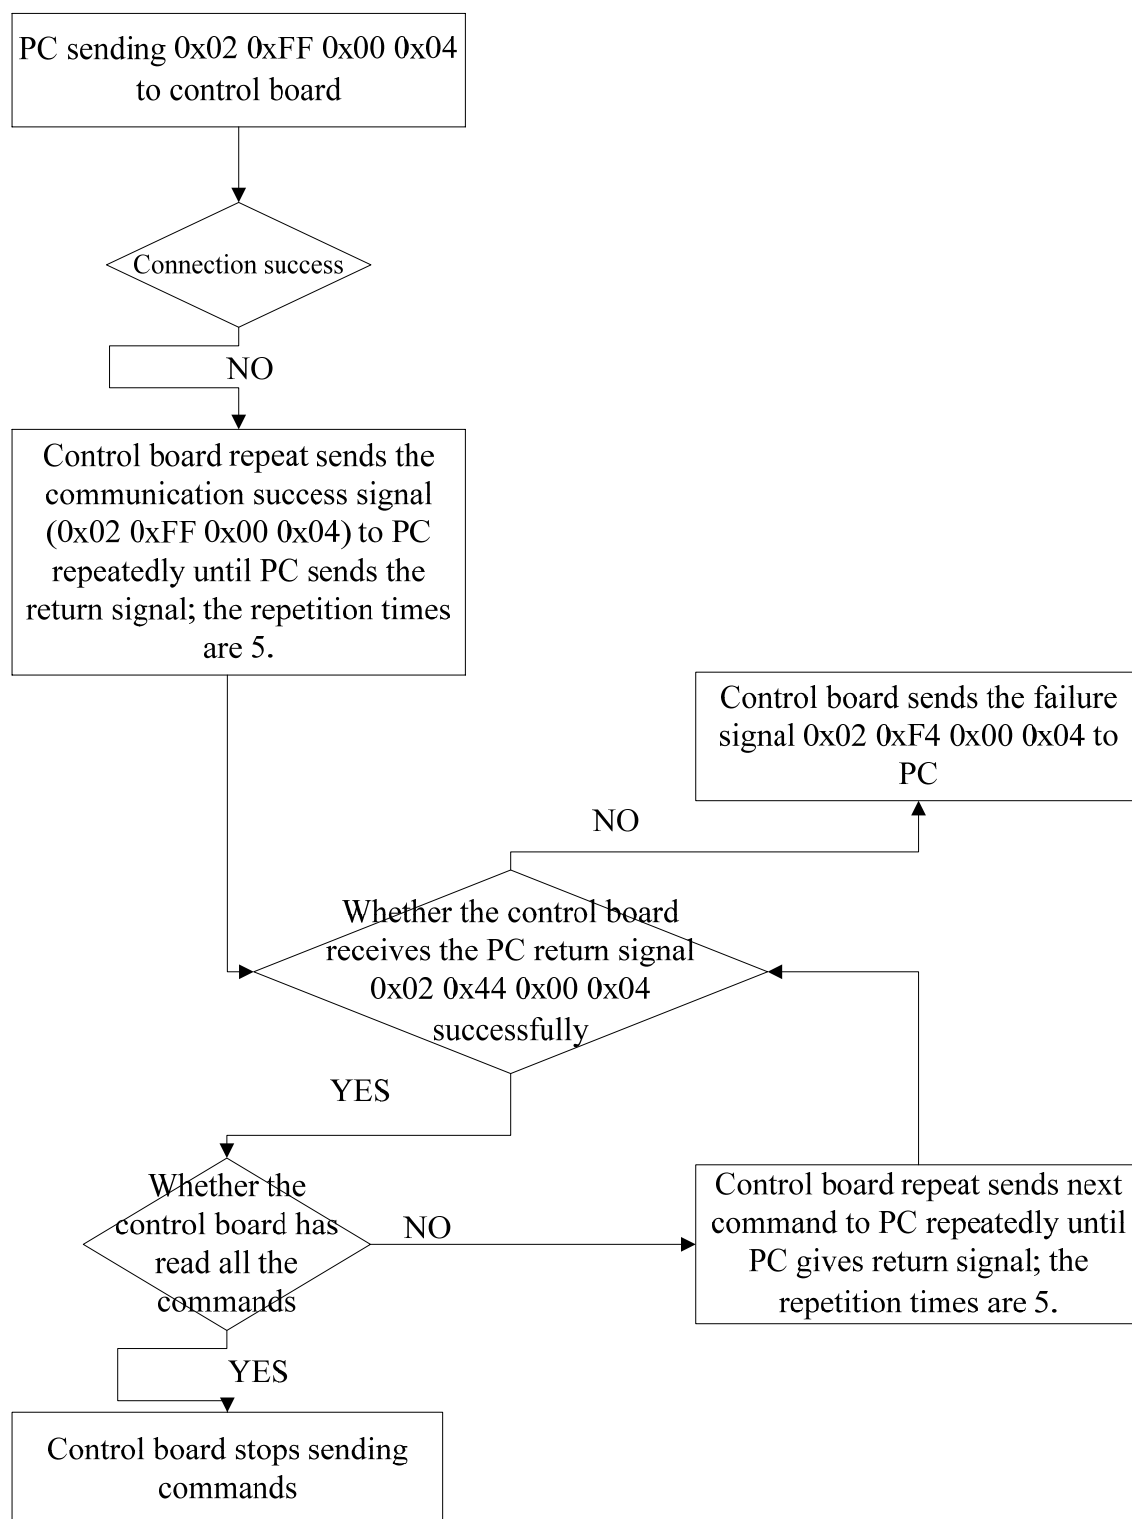 PC sending 0x02 0xFF 0x00 0x04
to control board
Connection success
NO
Control board repeat sends the
communication success signal
(0x02 0xFF 0x00 0x04) to PC
repeatedly until PC sends the
return signal; the repetition times
are 5.
Control board sends the failure
signal 0x02 0xF4 0x00 0x04 to
PC
NO
Whether the control board
receives the PC return signal
0x02 0x44 0x00 0x04
successfully
YES
Whether the
control board has
read all the
commands
NO
Control board repeat sends next
command to PC repeatedly until
PC gives return signal; the
repetition times are 5.
YES
Control board stops sending
commands